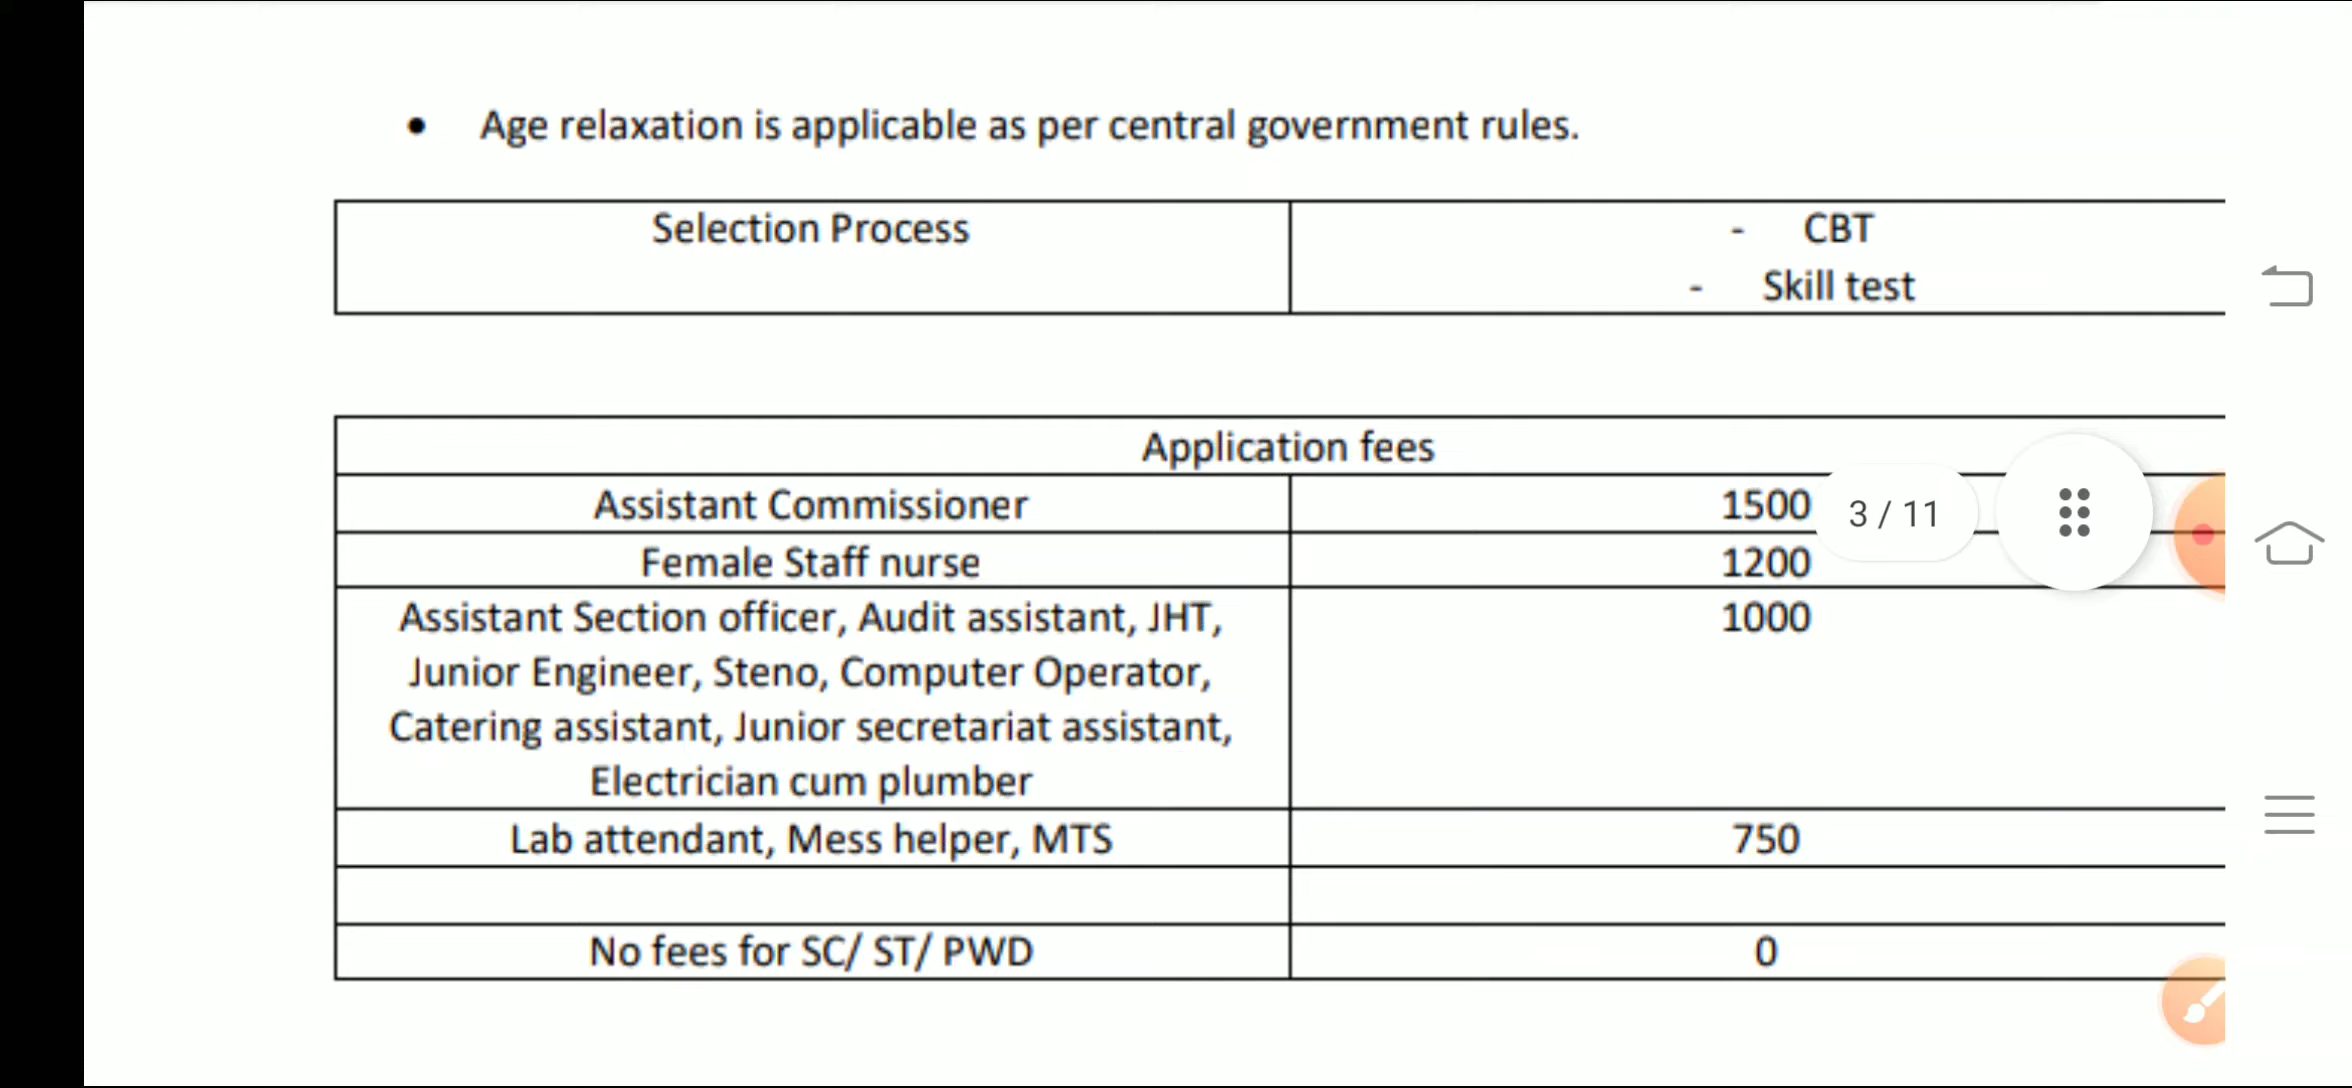 • Age relaxation is applicable as per central government rules.
Selection Process
- CBT
- Skill test
Application fees
Assistant Commissioner 1500
3 / 11
Female Staff nurse 1200
Assistant Section officer, Audit assistant, JHT, 1000
Junior Engineer, Steno, Computer Operator,
Catering assistant, Junior secretariat assistant,
Electrician cum plumber
Lab attendant, Mess helper, MTS 750
No fees for SC/ ST/ PWD 0